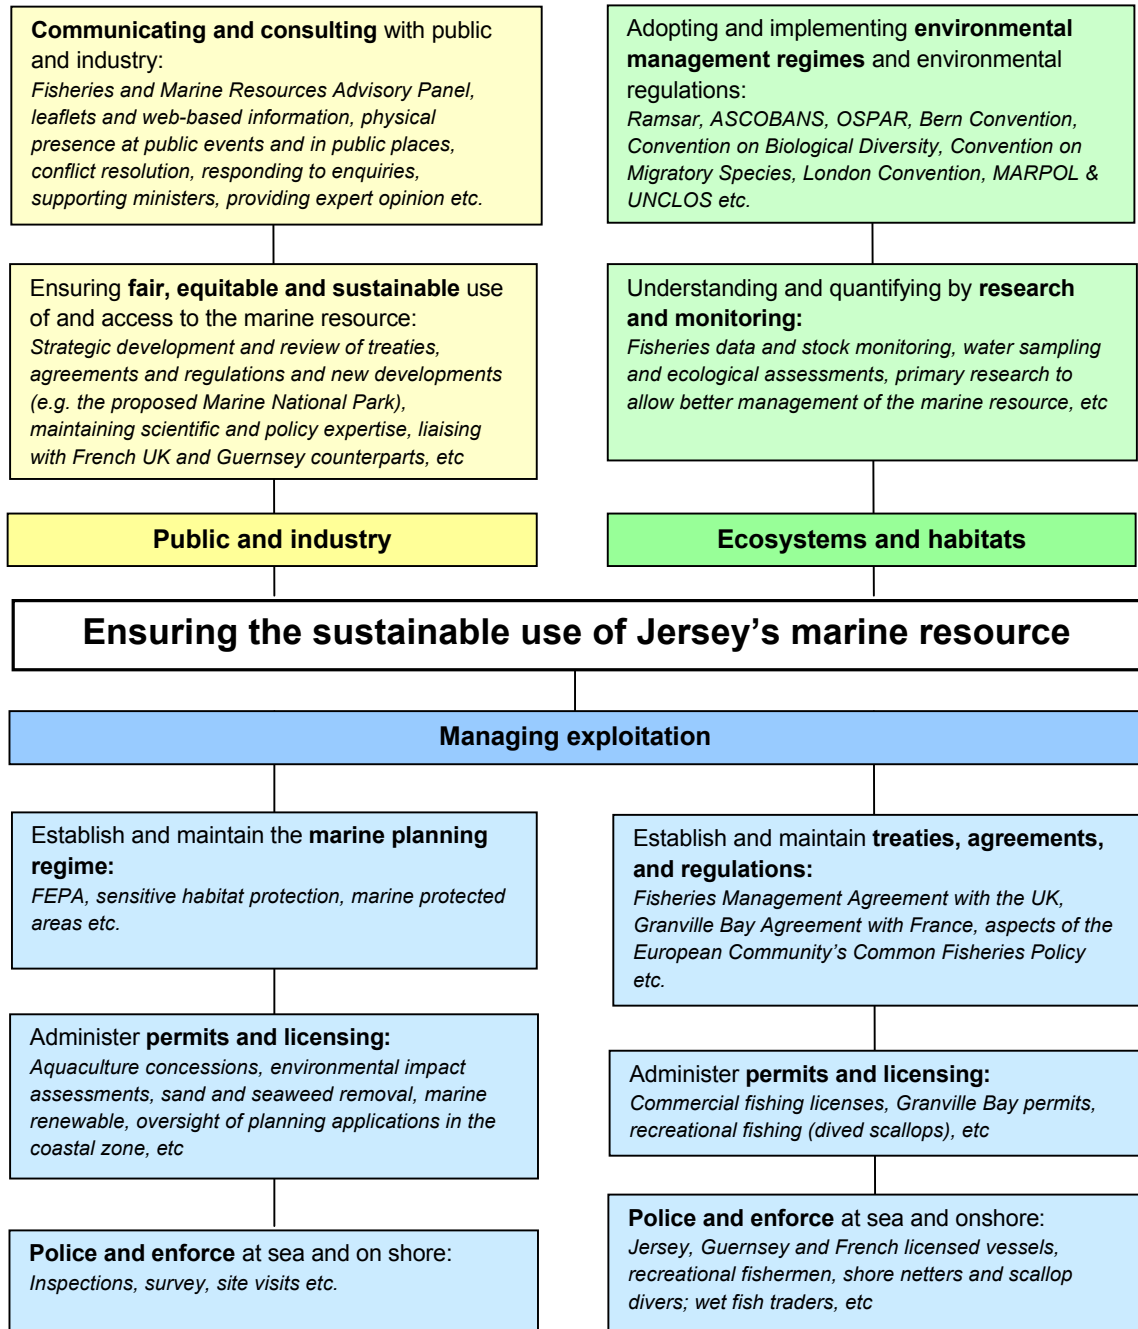 Communicating and consulting with public
and industry:
Fisheries and Marine Resources Advisory Panel,
leaflets and web-based information, physical
presence at public events and in public places,
conflict resolution, responding to enquiries,
supporting ministers, providing expert opinion etc.
Adopting and implementing environmental
management regimes and environmental
regulations:
Ramsar, ASCOBANS, OSPAR, Bern Convention,
Convention on Biological Diversity, Convention on
Migratory Species, London Convention, MARPOL &
UNCLOS etc.
Ensuring fair, equitable and sustainable use
of and access to the marine resource:
Strategic development and review of treaties,
agreements and regulations and new developments
(e.g. the proposed Marine National Park),
maintaining scientific and policy expertise, liaising
with French UK and Guernsey counterparts, etc
Understanding and quantifying by research
and monitoring:
Fisheries data and stock monitoring, water sampling
and ecological assessments, primary research to
allow better management of the marine resource, etc
Public and industry
Ecosystems and habitats
Ensuring the sustainable use of Jersey's marine resource
Managing exploitation
Establish and maintain the marine planning
regime:
FEPA, sensitive habitat protection, marine protected
areas etc.
Establish and maintain treaties, agreements,
and regulations:
Fisheries Management Agreement with the UK,
Granville Bay Agreement with France, aspects of the
European Community's Common Fisheries Policy
etc.
Administer permits and licensing:
Aquaculture concessions, environmental impact
assessments, sand and seaweed removal, marine
renewable, oversight of planning applications in the
coastal zone, etc
Administer permits and licensing:
Commercial fishing licenses, Granville Bay permits,
recreational fishing (dived scallops), etc
Police and enforce at sea and on shore:
Inspections, survey, site visits etc.
Police and enforce at sea and onshore:
Jersey, Guernsey and French licensed vessels,
recreational fishermen, shore netters and scallop
divers; wet fish traders, etc